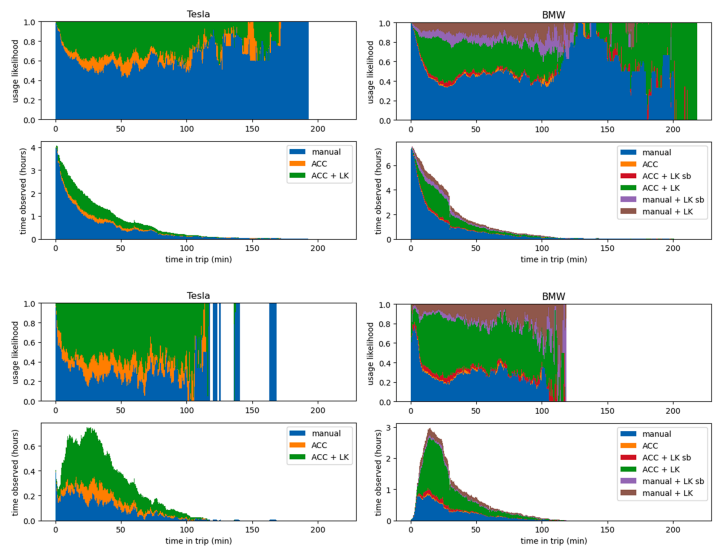 Tesla
BMW
usage likelihood
1.0
0.8
0.6
0.4
0.2
0.0
0 50 100 150 200
usage likelihood
1.0
0.8
0.6
0.4
0.2
0.0
0 50 100 150 200
time observed (hours)
4
3
2
1
0
0 50 100 150 200
time in trip (min)
manual
ACC
ACC + LK
time observed (hours)
6
4
2
0
0 50 100 150 200
time in trip (min)
manual
ACC
ACC + LK sb
ACC + LK
manual + LK sb
manual + LK
Tesla
BMW
usage likelihood
1.0
0.8
0.6
0.4
0.2
0.0
0 50 100 150 200
usage likelihood
1.0
0.8
0.6
0.4
0.2
0.0
0 50 100 150 200
time observed (hours)
0.6
0.4
0.2
0.0
0 50 100 150 200
time in trip (min)
manual
ACC
ACC + LK
time observed (hours)
3
2
1
0
0 50 100 150 200
time in trip (min)
manual
ACC
ACC + LK sb
ACC + LK
manual + LK sb
manual + LK